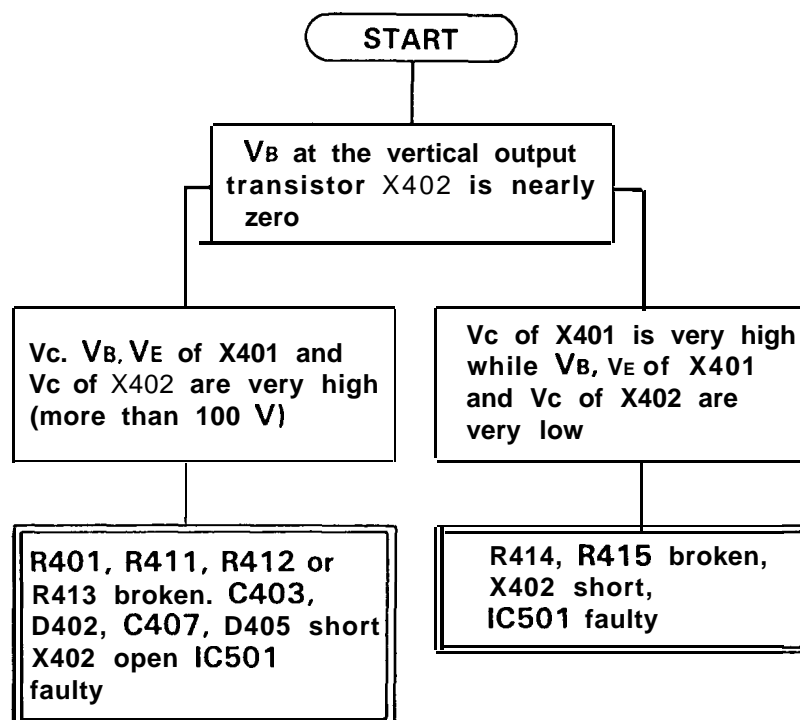 START
VB at the vertical output
transistor X402 is nearly
zero
Vc. VB, VE of X401 and
Vc of X402 are very high
(more than 100 V)
Vc of X401 is very high
while VB, VE of X401
and Vc of X402 are
very low
R401, R411, R412 or
R413 broken. C403,
D402, C407, D405 short
X402 open IC501
faulty
R414, R415 broken,
X402 short,
IC501 faulty